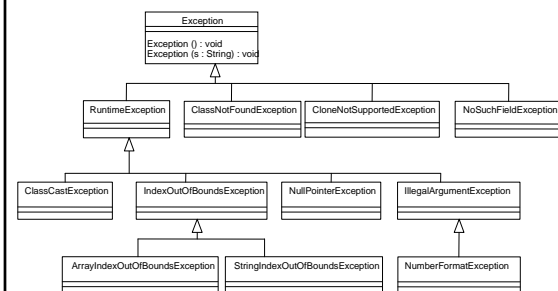 Exception
Exception () : void
Exception (s : String) : void
RuntimeException
ClassNotFoundException
CloneNotSupportedException
NoSuchFieldException
ClassCastException
IndexOutOfBoundsException
NullPointerException
IllegalArgumentException
ArrayIndexOutOfBoundsException
StringIndexOutOfBoundsException
NumberFormatException